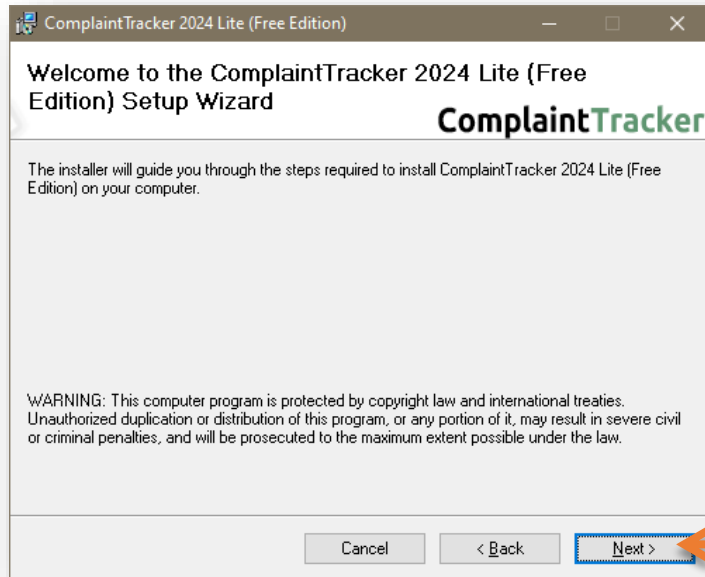 ComplaintTracker 2024 Lite (Free Edition)
Welcome to the ComplaintTracker 2024 Lite (Free
Edition) Setup Wizard
ComplaintTracker
The installer will guide you through the steps required to install ComplaintTracker 2024 Lite (Free
Edition) on your computer.
WARNING: This computer program is protected by copyright law and international treaties.
Unauthorized duplication or distribution of this program, or any portion of it, may result in severe civil
or criminal penalties, and will be prosecuted to the maximum extent possible under the law.
Cancel
< Back
Next >